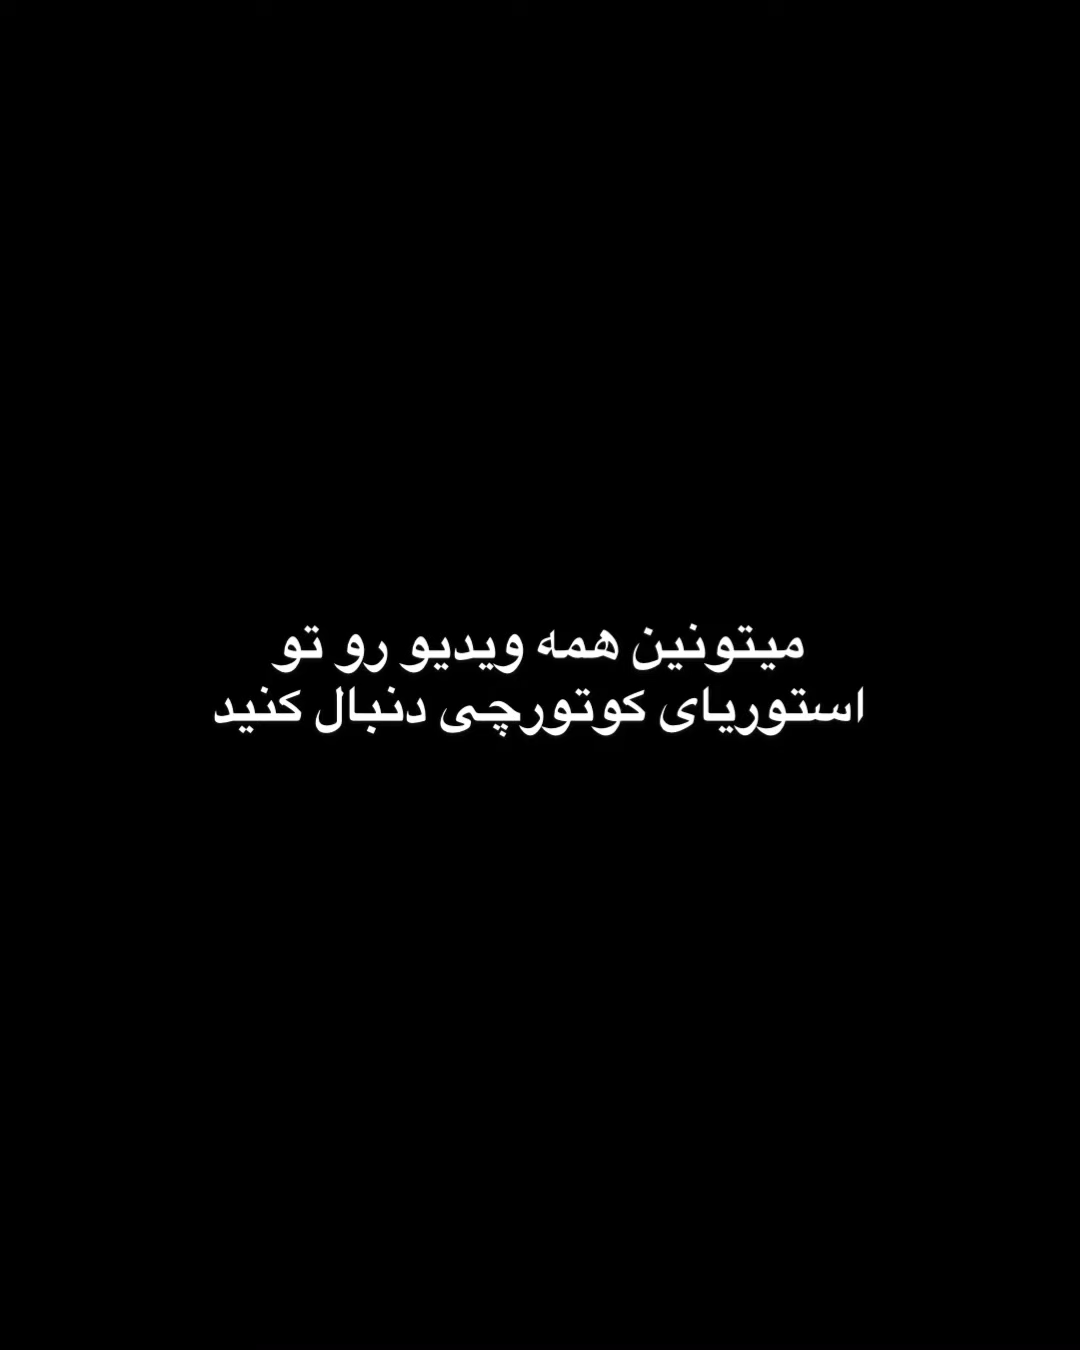 میتونین همه ویدیو رو تو
استوریای کوتورچی دنبال کنید